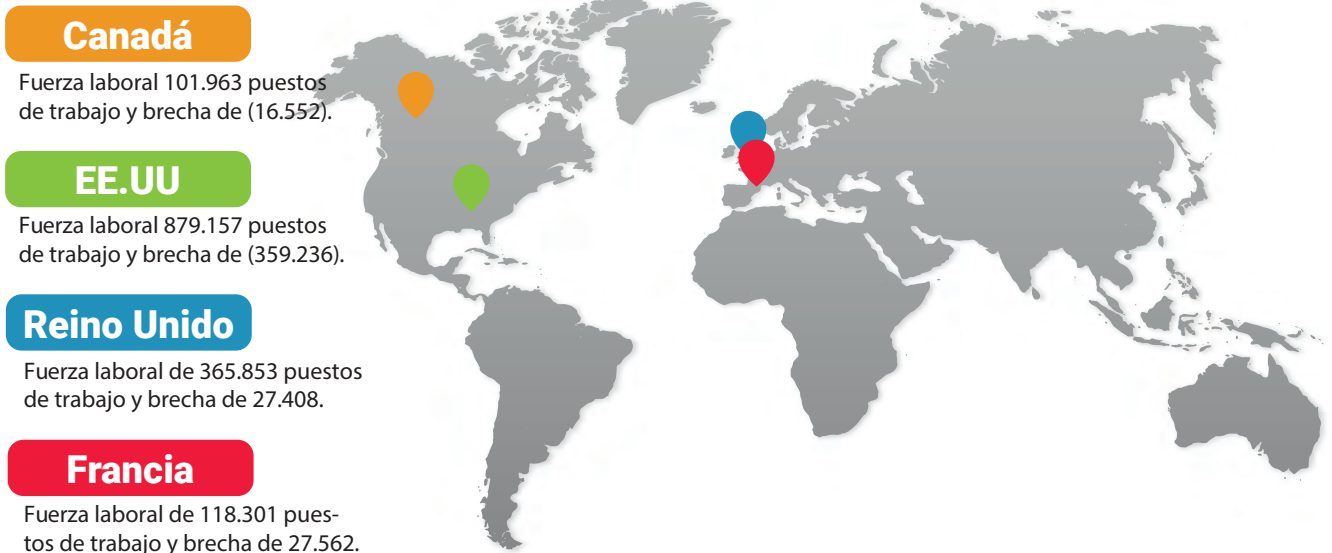 Canadá
Fuerza laboral 101.963 puestos
de trabajo y brecha de (16.552).
EE.UU
Fuerza laboral 879.157 puestos
de trabajo y brecha de (359.236).
Reino Unido
Fuerza laboral de 365.853 puestos
de trabajo y brecha de 27.408.
Francia
Fuerza laboral de 118.301 pues-
tos de trabajo y brecha de 27.562.